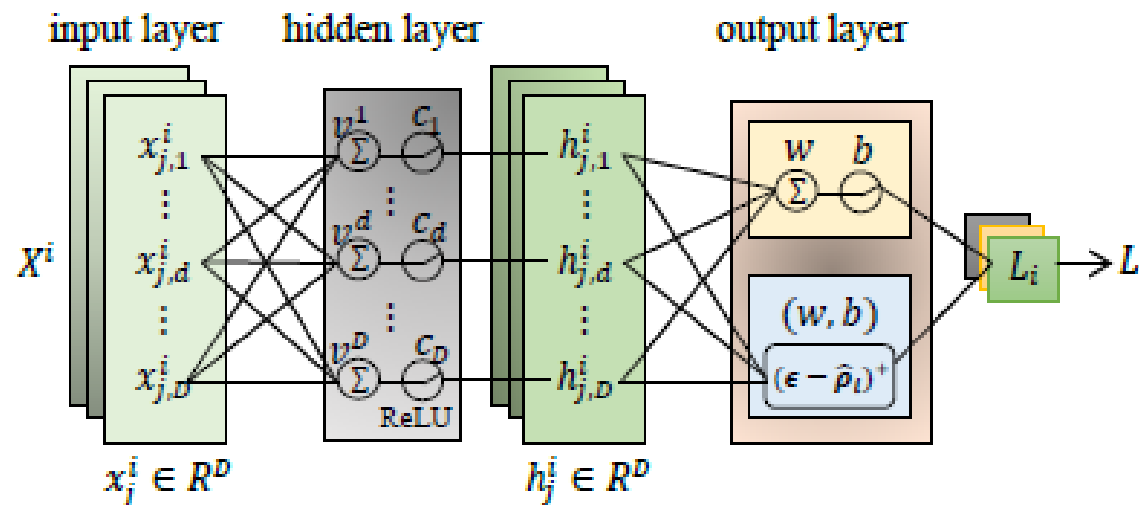 input layer hidden layer output layer
X^i
x^i_{j,1}
⋮
x^i_{j,d}
⋮
x^i_{j,D}
x^i_j ∈ R^D
v^1 c_1
Σ
⋮
v^d c_d
Σ
⋮
v^D c_D
Σ
ReLU
h^i_{j,1}
⋮
h^i_{j,d}
⋮
h^i_{j,D}
h^i_j ∈ R^D
w b
Σ
(w, b)
(ϵ − ρ̂_i)^+
L_i
L